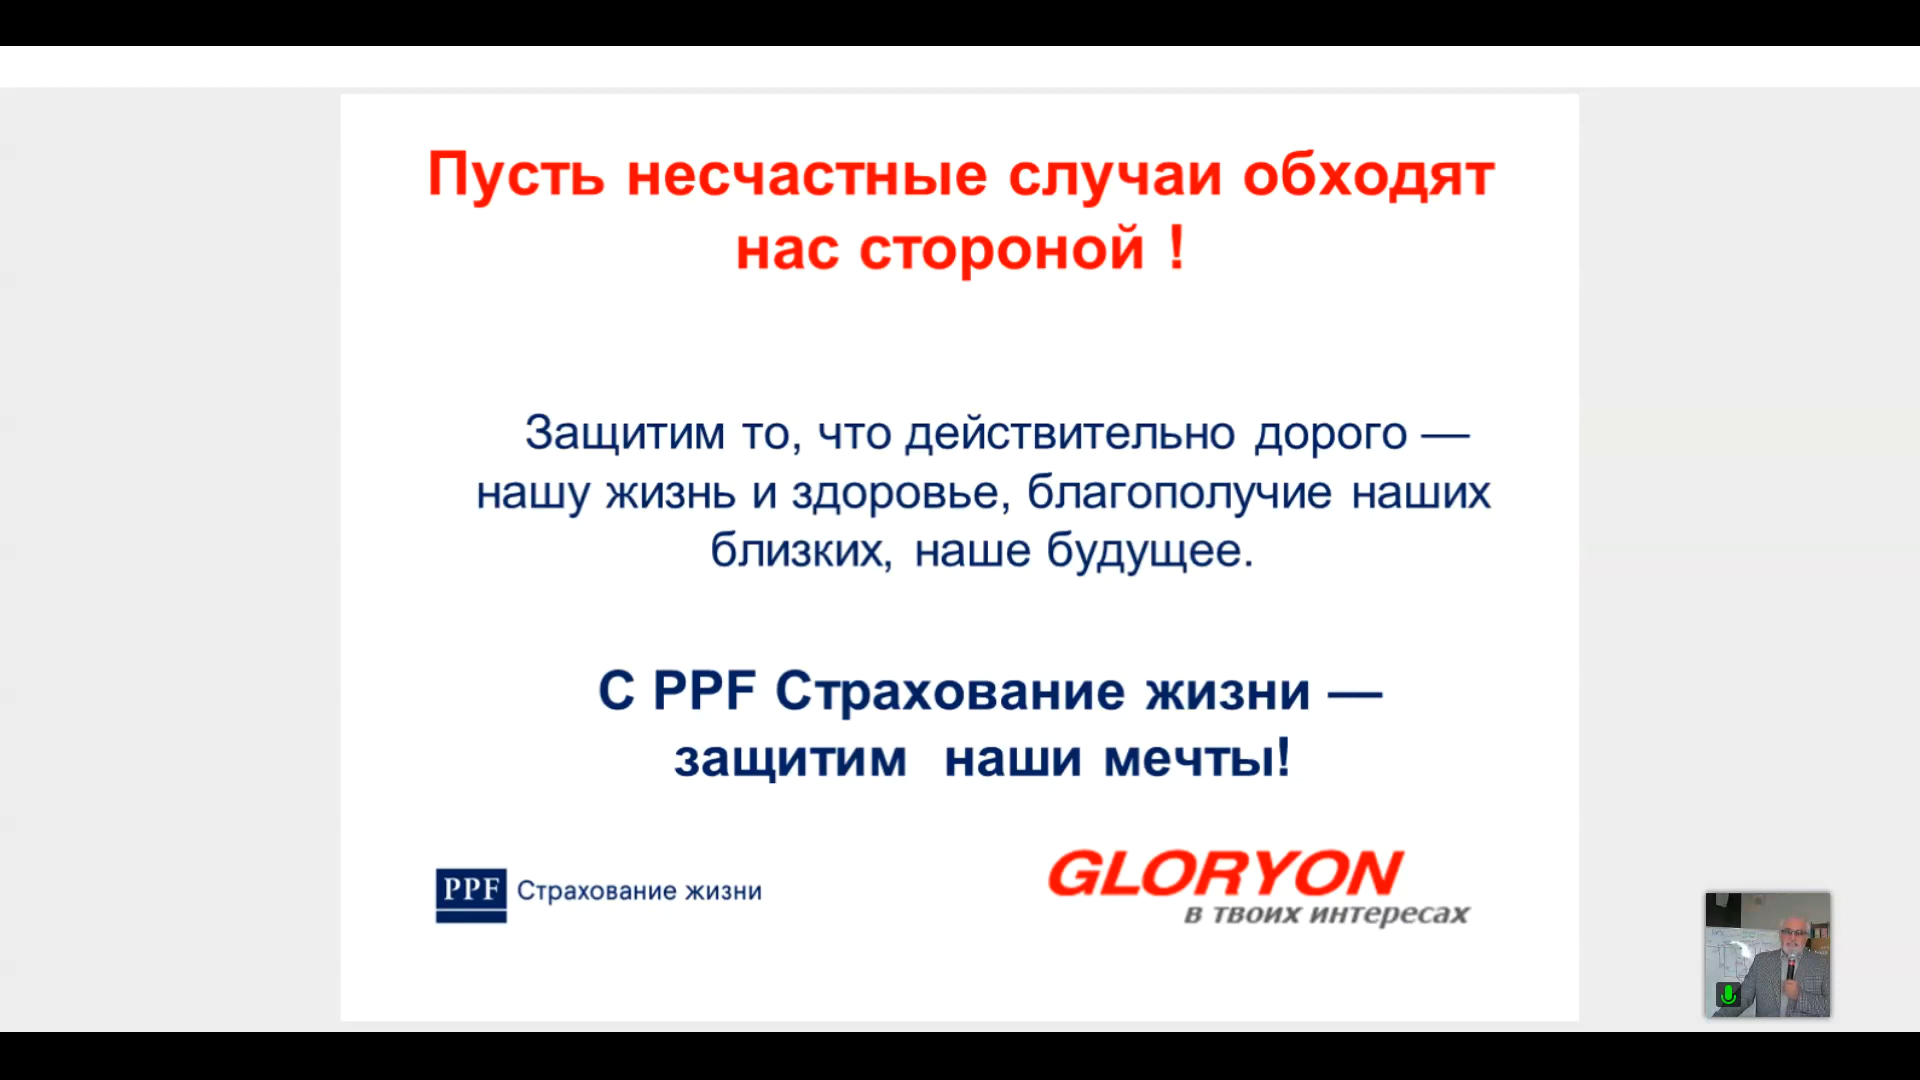 Пусть несчастные случаи обходят
нас стороной !
Защитим то, что действительно дорого —
нашу жизнь и здоровье, благополучие наших
близких, наше будущее.
С PPF Страхование жизни —
защитим наши мечты!
PPF Страхование жизни
GLORYON
в твоих интересах